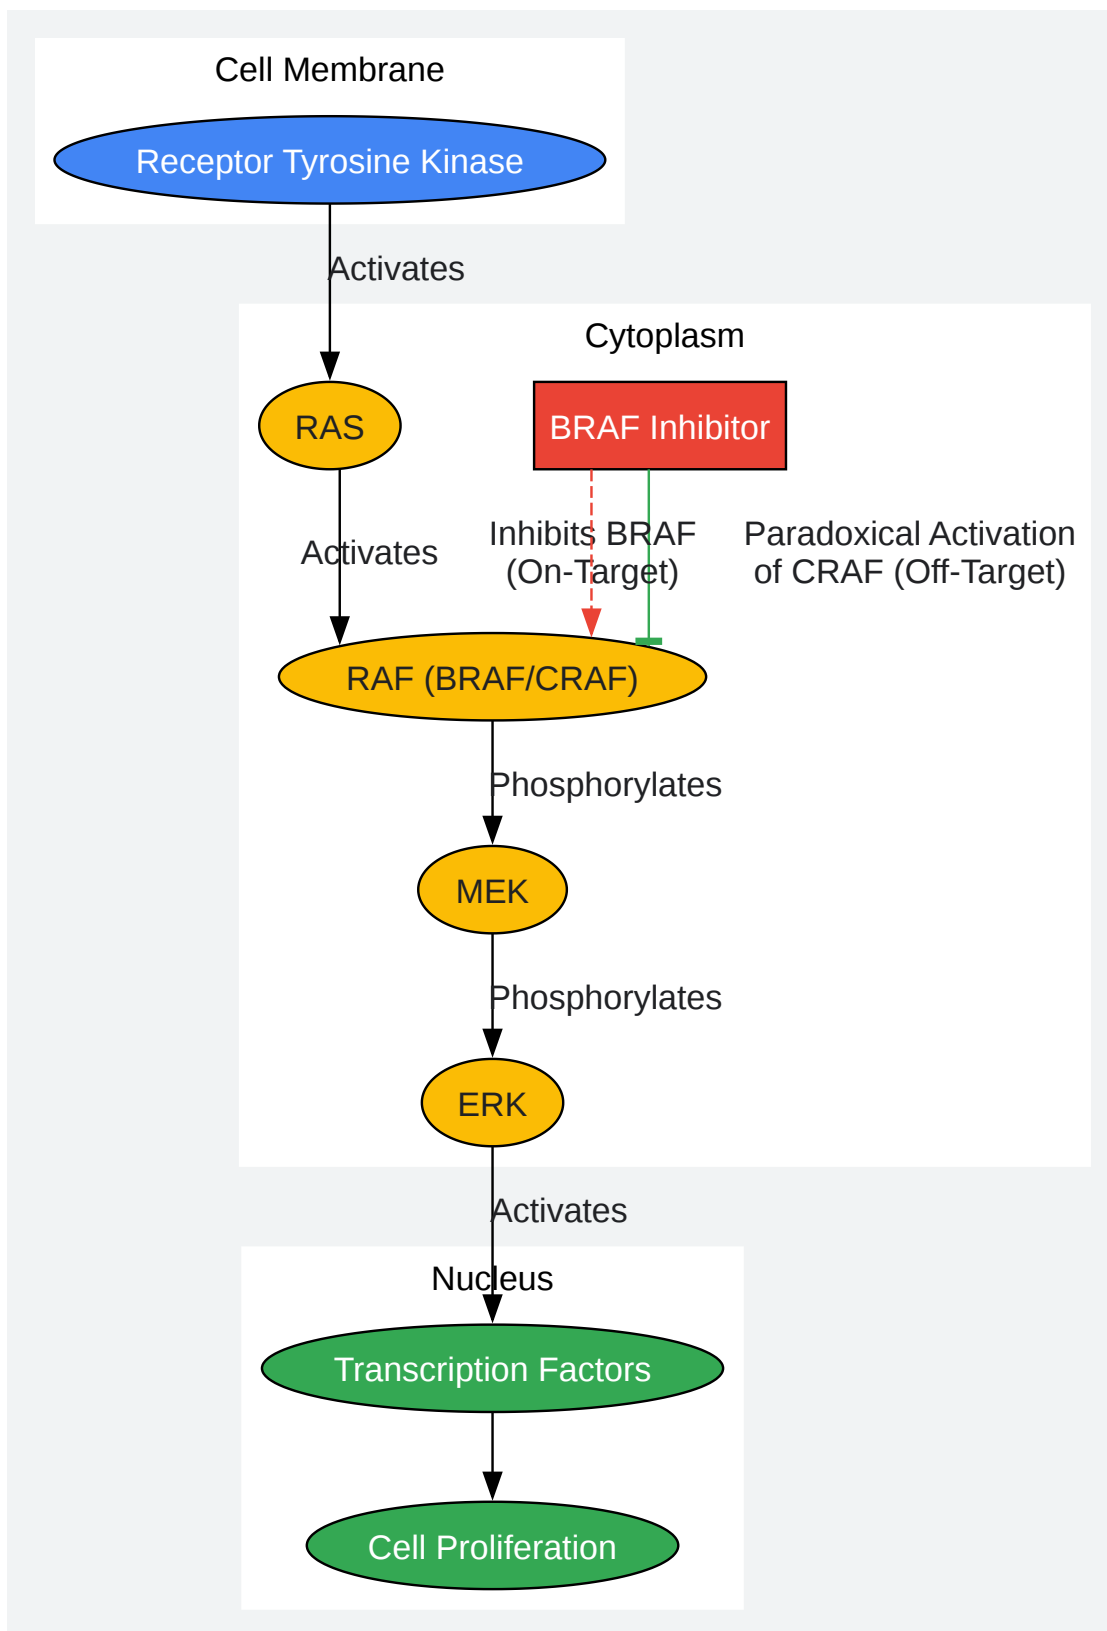 Cell Membrane
Receptor Tyrosine Kinase
Activates
Cytoplasm
RAS
BRAF Inhibitor
Activates
Inhibits BRAF
(On-Target)
Paradoxical Activation
of CRAF (Off-Target)
RAF (BRAF/CRAF)
Phosphorylates
MEK
Phosphorylates
ERK
Activates
Nucleus
Transcription Factors
Cell Proliferation